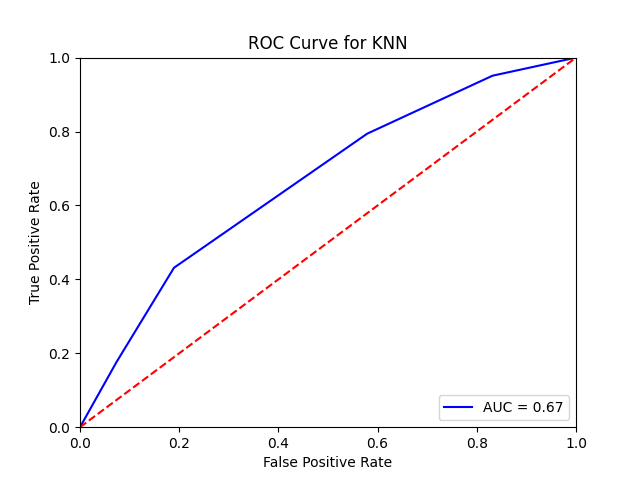 ROC Curve for KNN
1.0
0.8
0.6
0.4
0.2
0.0
True Positive Rate
0.0 0.2 0.4 0.6 0.8 1.0
False Positive Rate
AUC = 0.67